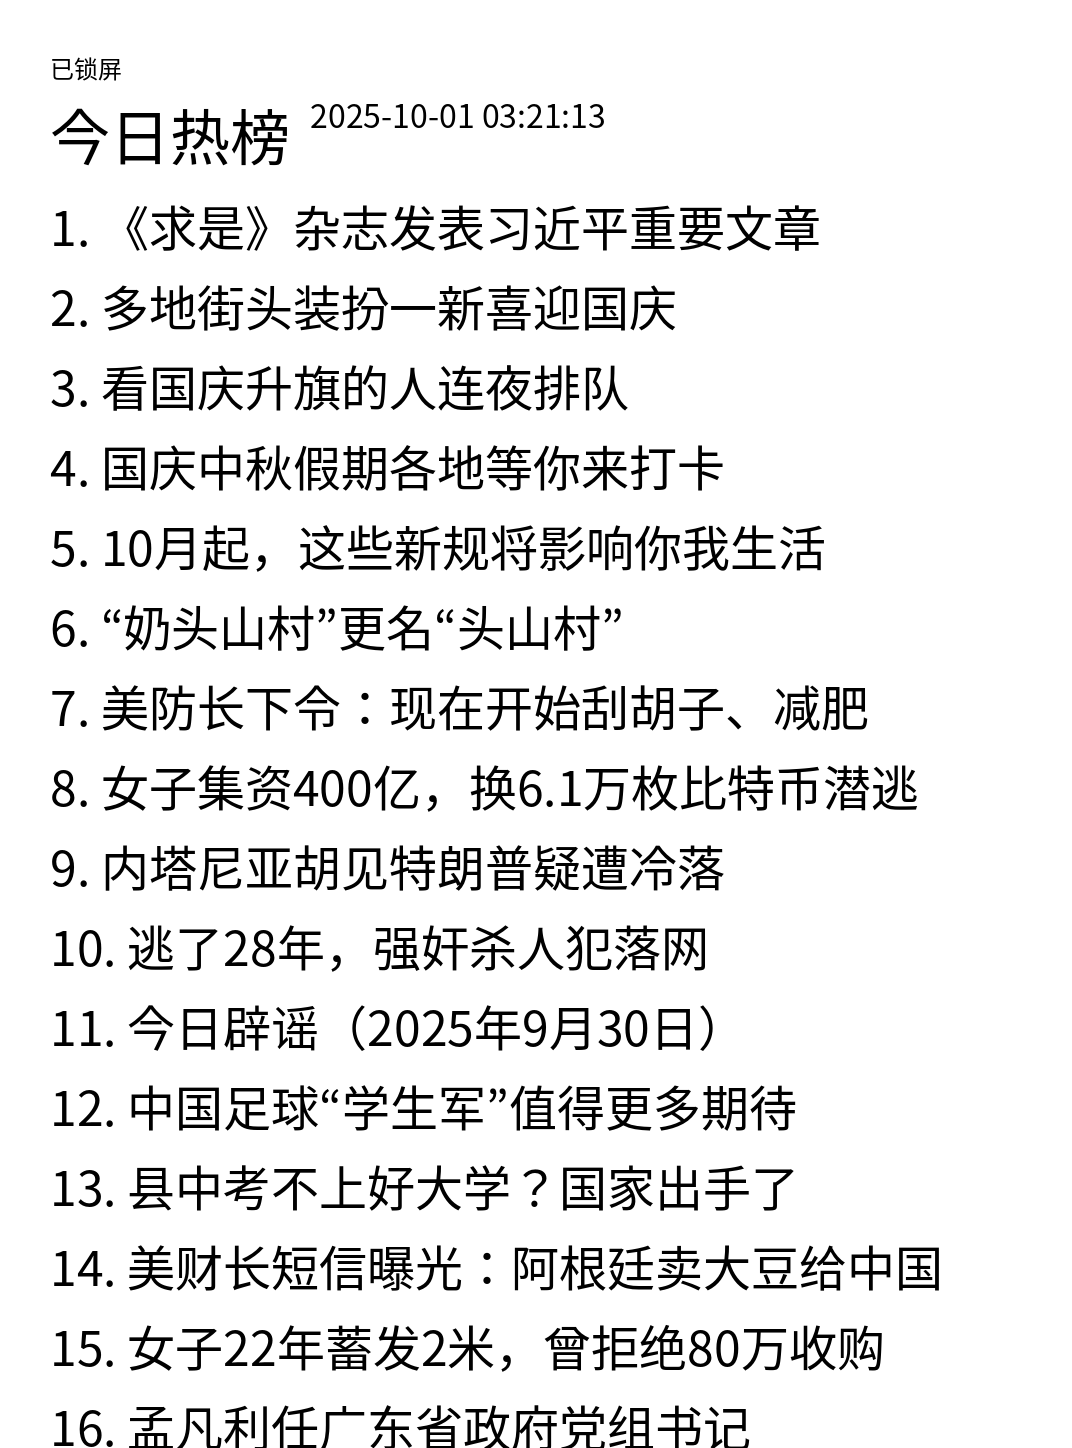 已锁屏
今日热榜 2025-10-01 03:21:13
1. 《求是》杂志发表习近平重要文章
2. 多地街头装扮一新喜迎国庆
3. 看国庆升旗的人连夜排队
4. 国庆中秋假期各地等你来打卡
5. 10月起，这些新规将影响你我生活
6. “奶头山村”更名“头山村”
7. 美防长下令：现在开始刮胡子、减肥
8. 女子集资400亿，换6.1万枚比特币潜逃
9. 内塔尼亚胡见特朗普疑遭冷落
10. 逃了28年，强奸杀人犯落网
11. 今日辟谣（2025年9月30日）
12. 中国足球“学生军”值得更多期待
13. 县中考不上好大学？国家出手了
14. 美财长短信曝光：阿根廷卖大豆给中国
15. 女子22年蓄发2米，曾拒绝80万收购
16. 孟凡利任广东省政府党组书记